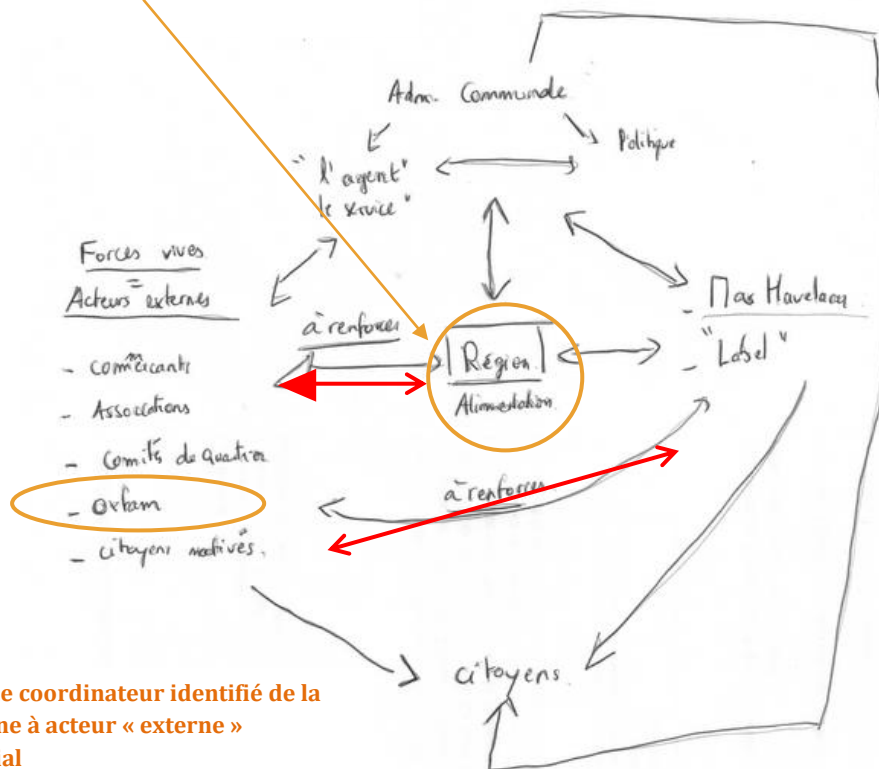 Adm. Communale
Politique
"l'agent"
le service"
Forces vives
=
Acteurs externes
à renforcer
- commercants
- Associations
- Comités de quartier
- Oxfam
- citoyens motivés.
Région
Alimentation
- Max Havelaar
- "Label"
à renforcer
citoyens
e coordinateur identifié de la
ne à acteur « externe »
al